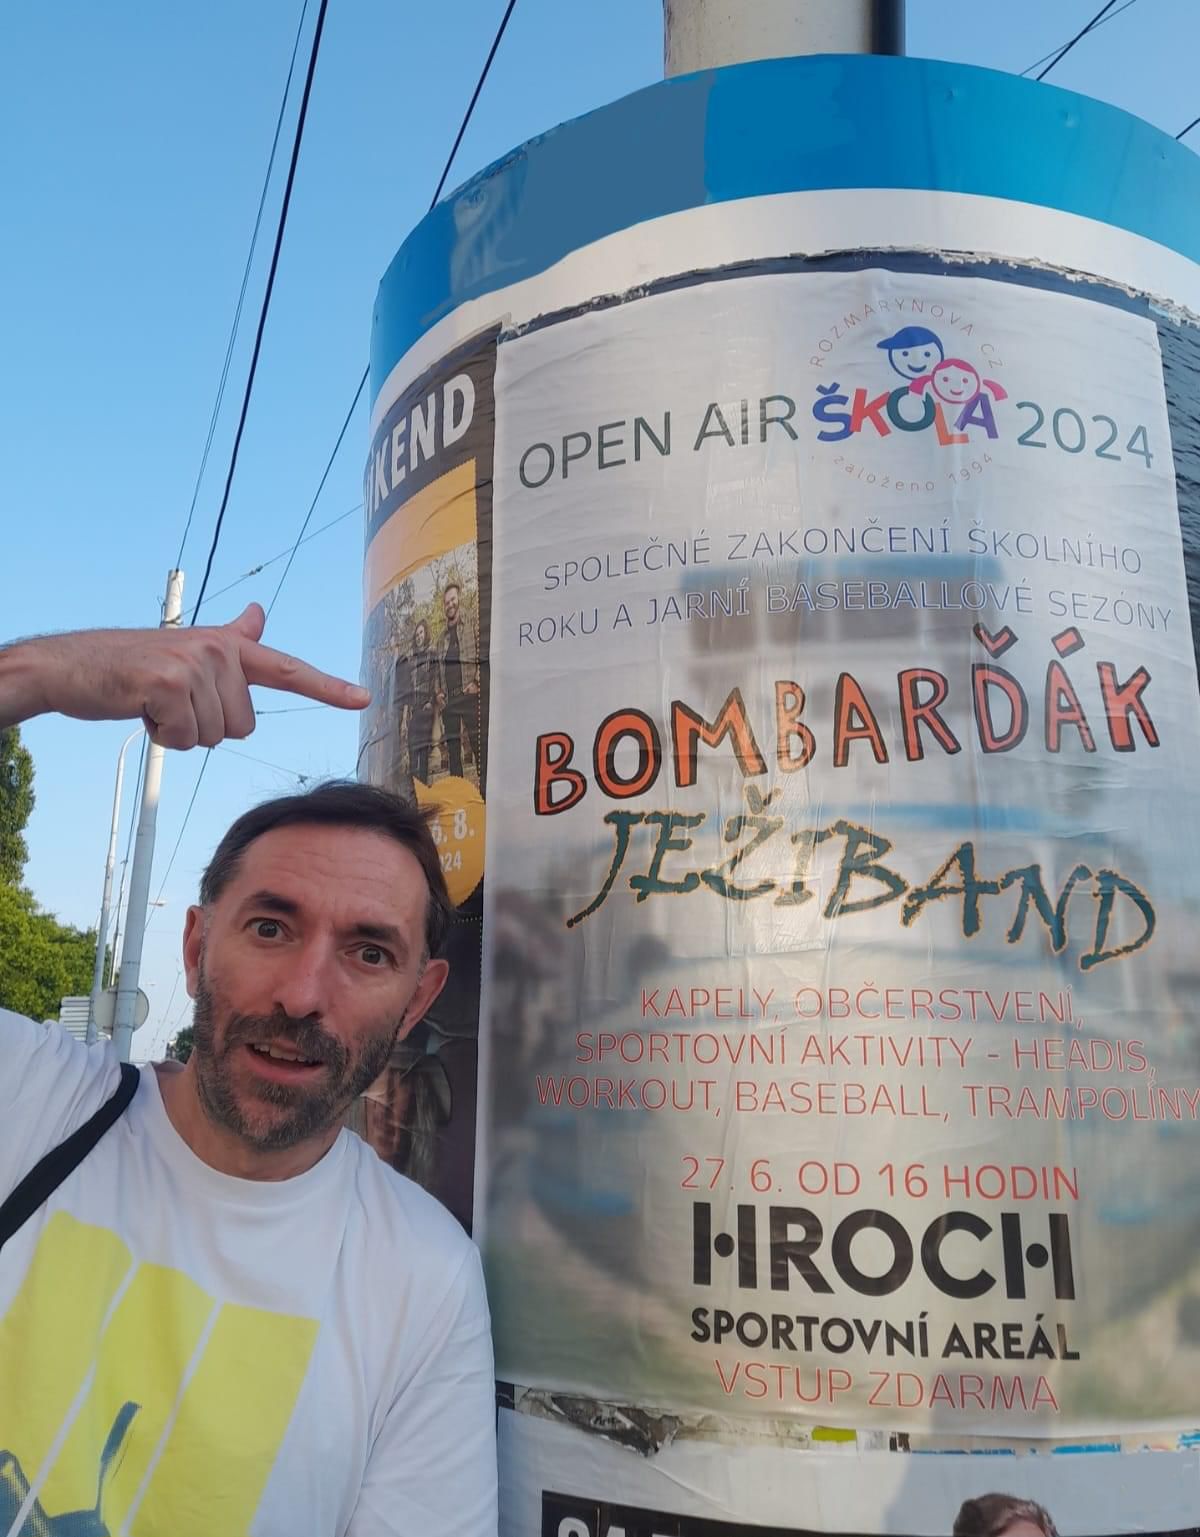 ROZMARYNOVA CZ
OPEN AIR ŠKOLA 2024
založeno 1994
SPOLEČNÉ ZAKONČENÍ ŠKOLNÍHO
ROKU A JARNÍ BASEBALLOVÉ SEZÓNY
BOMBARĎÁK
JEŽIBAND
KAPELY, OBČERSTVENÍ,
SPORTOVNÍ AKTIVITY - HEADIS,
WORKOUT, BASEBALL, TRAMPOLÍNY
27. 6. OD 16 HODIN
HROCH
SPORTOVNÍ AREÁL
VSTUP ZDARMA